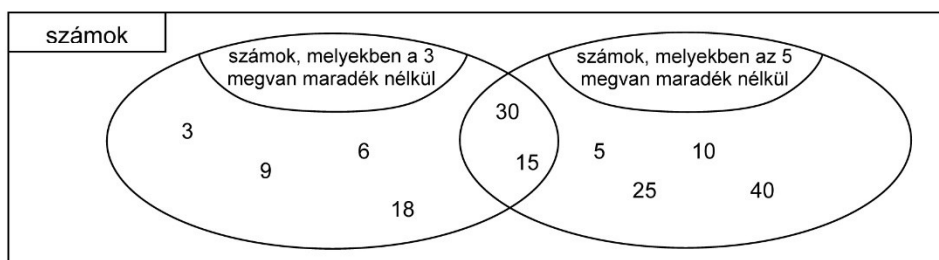 számok
számok, melyekben a 3
megvan maradék nélkül
számok, melyekben az 5
megvan maradék nélkül
30
3
6
9
15
18
5
10
25
40